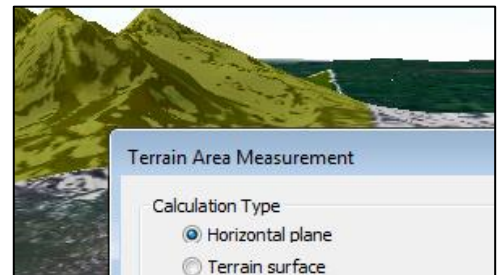 Terrain Area Measurement
Calculation Type
Horizontal plane
Terrain surface